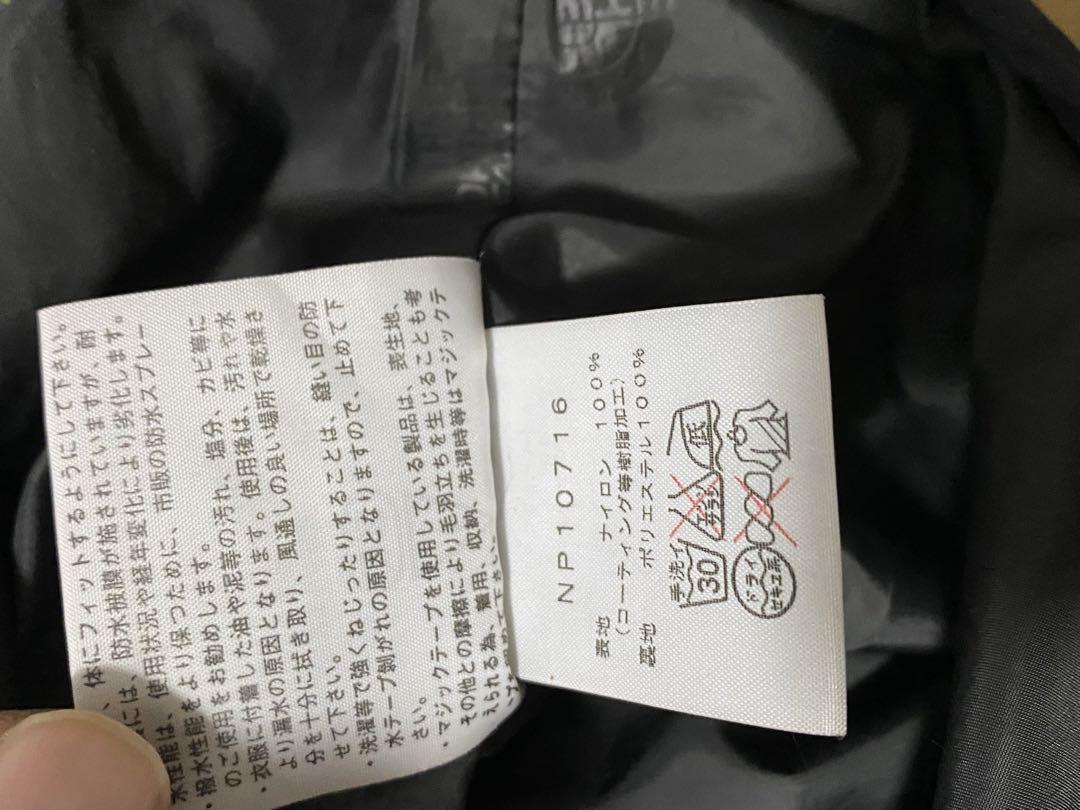 、体にフィットするようにして下さい。
には、防水被膜が施されていますが、耐
水性能は、使用状況や経年変化により劣化します。
・撥水性能をより保つために、市販の防水スプレー
のご使用をお勧めします。
・衣服に付着した油や泥等の汚れ、塩分、カビ等に
より漏水の原因となります。使用後は、汚れや水
分を十分に拭き取り、風通しの良い場所で乾燥さ
せて下さい。
・洗濯等で強くねじったりすることは、縫い目の防
水テープ剥がれの原因となりますので、止めて下
さい。
・マジックテープを使用している製品は、表生地、
その他との摩擦により毛羽立ちを生じることも考
えられる為、着用、収納、洗濯時等はマジックテ
NP10716
表地 ナイロン 100%
(コーティング等樹脂加工)
裏地 ポリエステル100%
手洗イ
30
エンソ
サラシ
低
ドライ
セキユ系